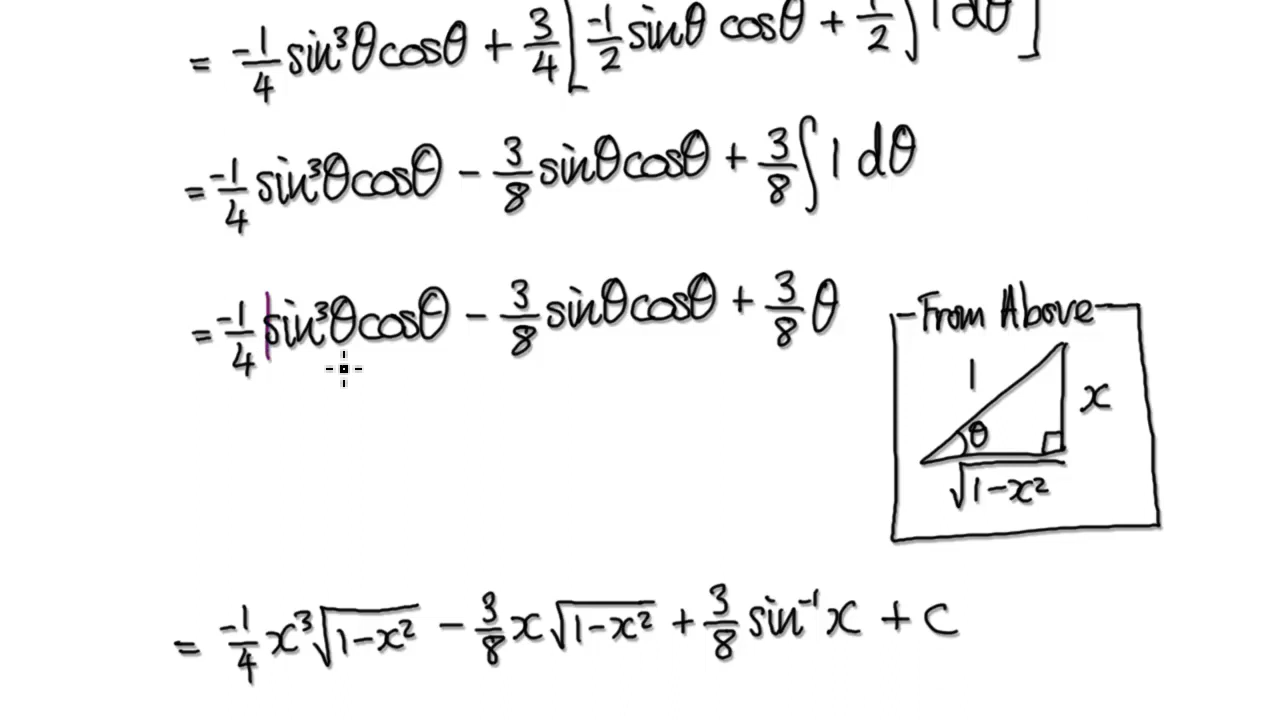 = -1/4 sin³θcosθ + 3/4 [ -1/2 sinθ cosθ + 1/2 ∫ 1 dθ ]
= -1/4 sin³θcosθ - 3/8 sinθcosθ + 3/8 ∫ 1 dθ
= -1/4 sin³θcosθ - 3/8 sinθcosθ + 3/8 θ
From Above
1
x
θ
√(1-x²)
= -1/4 x³√(1-x²) - 3/8 x√(1-x²) + 3/8 sin⁻¹x + C